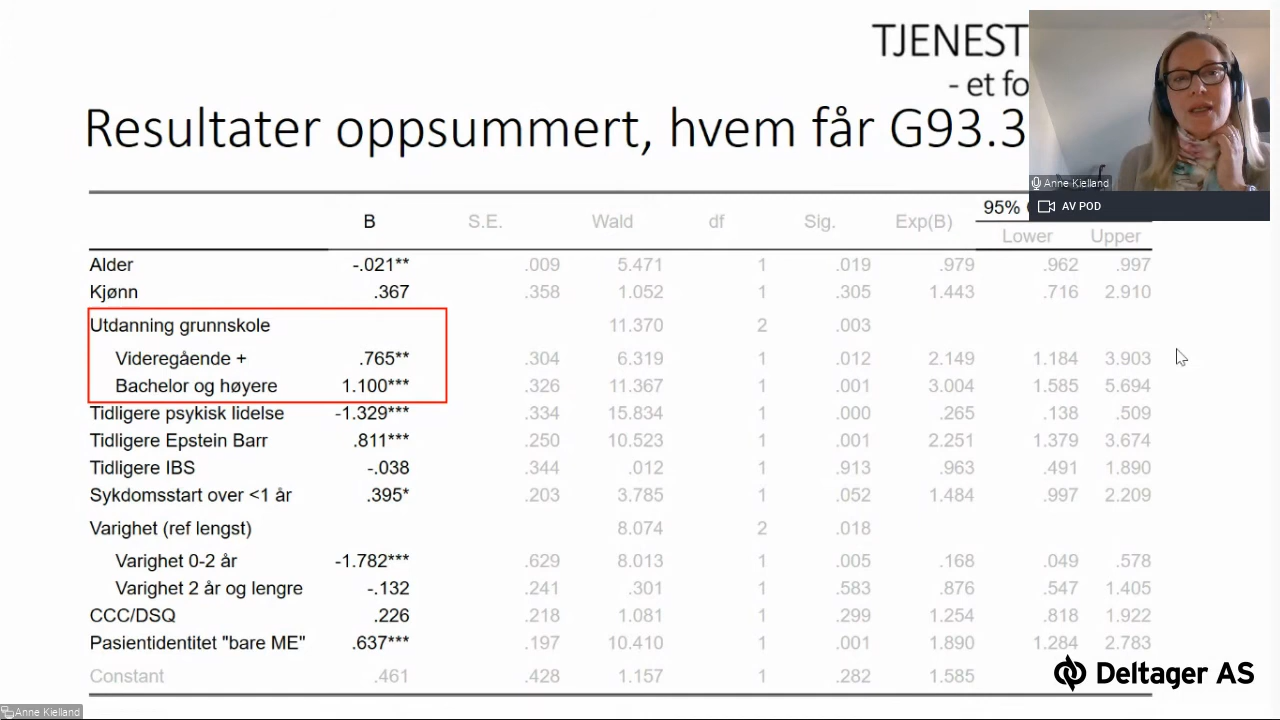 TJENEST
- et fo
Resultater oppsummert, hvem får G93.3
Anne Kielland
AV POD
95%
B S.E. Wald df Sig. Exp(B) Lower Upper
Alder -.021** .009 5.471 1 .019 .979 .962 .997
Kjønn .367 .358 1.052 1 .305 1.443 .716 2.910
Utdanning grunnskole 11.370 2 .003
Videregående + .765** .304 6.319 1 .012 2.149 1.184 3.903
Bachelor og høyere 1.100*** .326 11.367 1 .001 3.004 1.585 5.694
Tidligere psykisk lidelse -1.329*** .334 15.834 1 .000 .265 .138 .509
Tidligere Epstein Barr .811*** .250 10.523 1 .001 2.251 1.379 3.674
Tidligere IBS -.038 .344 .012 1 .913 .963 .491 1.890
Sykdomsstart over <1 år .395* .203 3.785 1 .052 1.484 .997 2.209
Varighet (ref lengst) 8.074 2 .018
Varighet 0-2 år -1.782*** .629 8.013 1 .005 .168 .049 .578
Varighet 2 år og lengre -.132 .241 .301 1 .583 .876 .547 1.405
CCC/DSQ .226 .218 1.081 1 .299 1.254 .818 1.922
Pasientidentitet "bare ME" .637*** .197 10.410 1 .001 1.890 1.284 2.783
Constant .461 .428 1.157 1 .282 1.585
Deltager AS
Anne Kielland